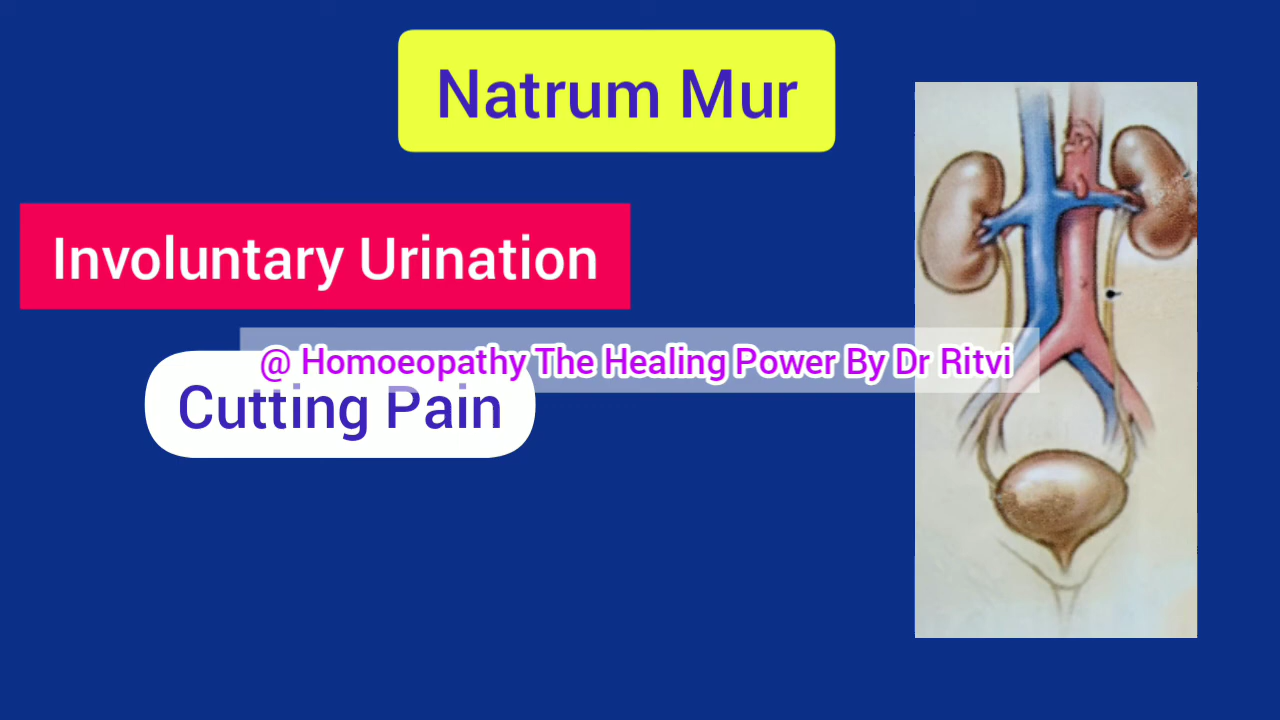 Natrum Mur
Involuntary Urination
@ Homoeopathy The Healing Power By Dr Ritvi
Cutting Pain